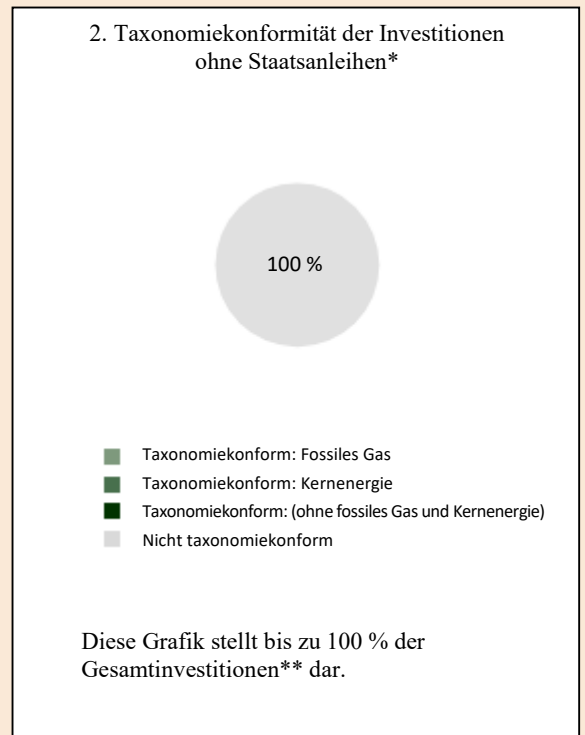 2. Taxonomiekonformität der Investitionen
ohne Staatsanleihen*
100 %
Taxonomiekonform: Fossiles Gas
Taxonomiekonform: Kernenergie
Taxonomiekonform: (ohne fossiles Gas und Kernenergie)
Nicht taxonomiekonform
Diese Grafik stellt bis zu 100 % der
Gesamtinvestitionen** dar.